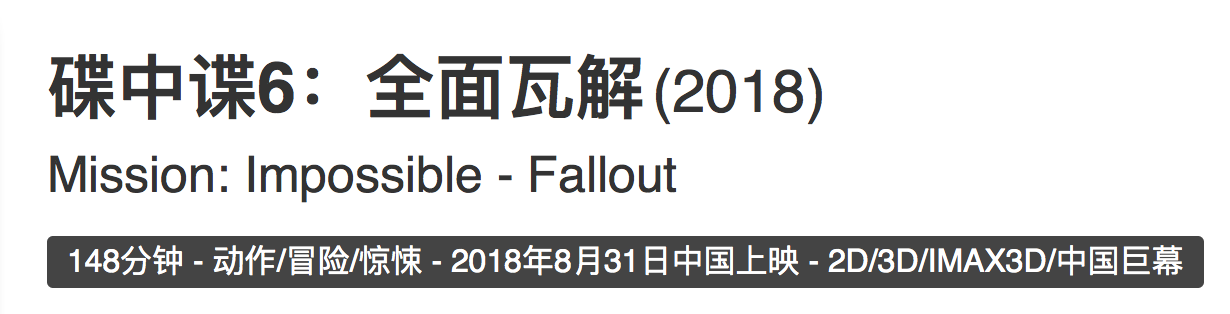 碟中谍6：全面瓦解(2018)
Mission: Impossible - Fallout
148分钟 - 动作/冒险/惊悚 - 2018年8月31日中国上映 - 2D/3D/IMAX3D/中国巨幕